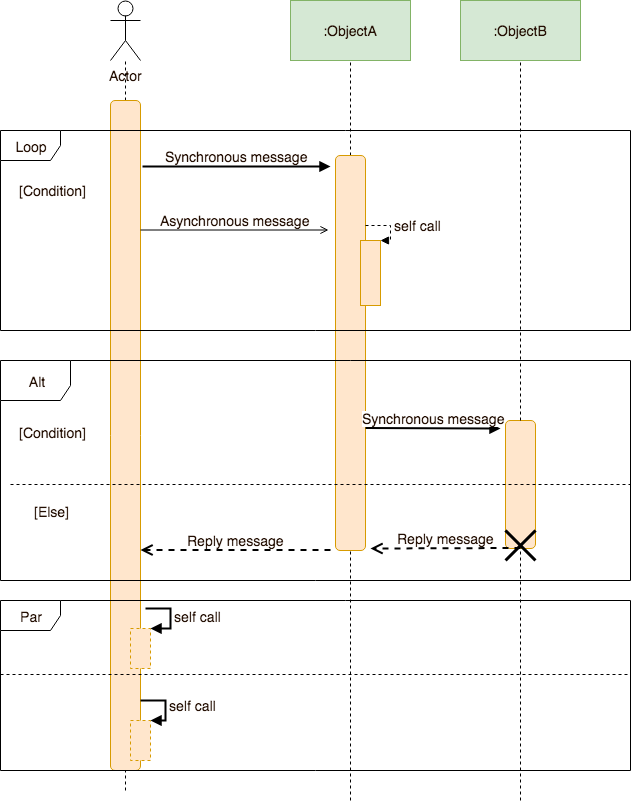 :ObjectA
:ObjectB
Actor
Loop
Synchronous message
[Condition]
Asynchronous message
self call
Alt
Synchronous message
[Condition]
[Else]
Reply message
Reply message
Par
self call
self call